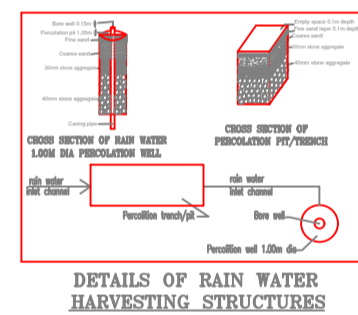 Bore well 0.15m
Percolation pit 1.00m
Fine sand
Coarse sand
20mm stone aggregate
40mm stone aggregate
Casing pipe
CROSS SECTION OF RAIN WATER
1.00M DIA PERCOLATION WELL
Empty space 0.1m depth
Fine sand layer 0.1m depth
Coarse sand
20mm stone aggregate
40mm stone aggregate
CROSS SECTION OF
PERCOLATION PIT/TRENCH
rain water
inlet channel
Percolition trench/pit
rain water
inlet channel
Bore well
Percolition well 1.00m dia
DETAILS OF RAIN WATER
HARVESTING STRUCTURES